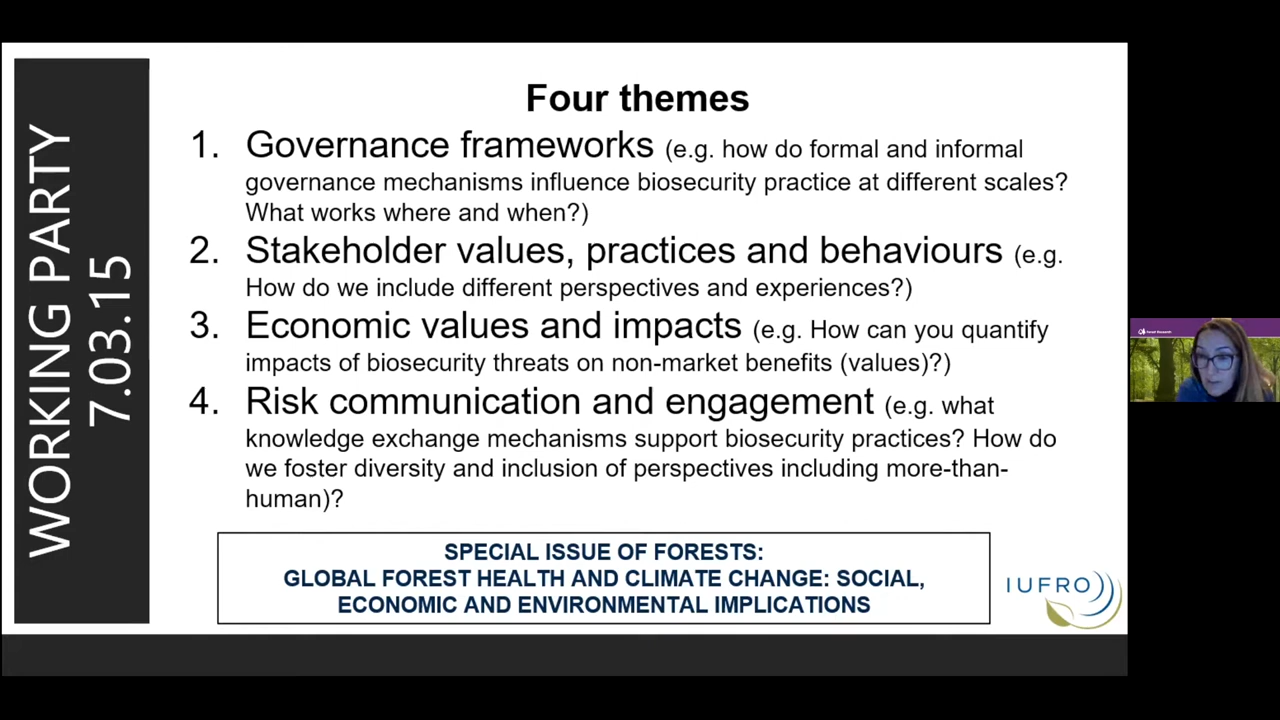 WORKING PARTY
7.03.15
Four themes
1. Governance frameworks (e.g. how do formal and informal
governance mechanisms influence biosecurity practice at different scales?
What works where and when?)
2. Stakeholder values, practices and behaviours (e.g.
How do we include different perspectives and experiences?)
3. Economic values and impacts (e.g. How can you quantify
impacts of biosecurity threats on non-market benefits (values)?)
4. Risk communication and engagement (e.g. what
knowledge exchange mechanisms support biosecurity practices? How do
we foster diversity and inclusion of perspectives including more-than-
human)?
SPECIAL ISSUE OF FORESTS:
GLOBAL FOREST HEALTH AND CLIMATE CHANGE: SOCIAL,
ECONOMIC AND ENVIRONMENTAL IMPLICATIONS
IUFRO
Forest Research